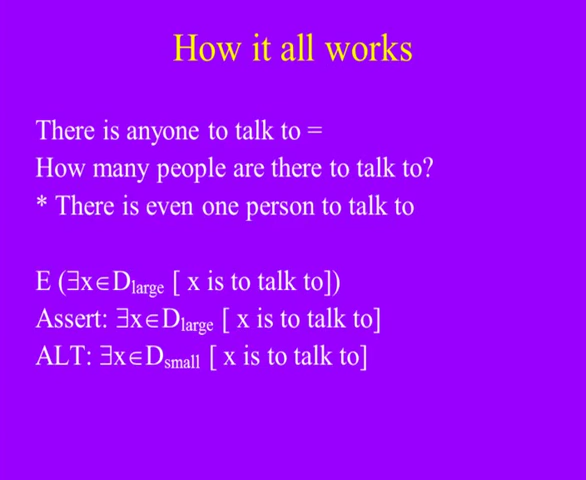 How it all works
There is anyone to talk to =
How many people are there to talk to?
* There is even one person to talk to
E (∃x∈Dlarge [ x is to talk to])
Assert: ∃x∈Dlarge [ x is to talk to]
ALT: ∃x∈Dsmall [ x is to talk to]